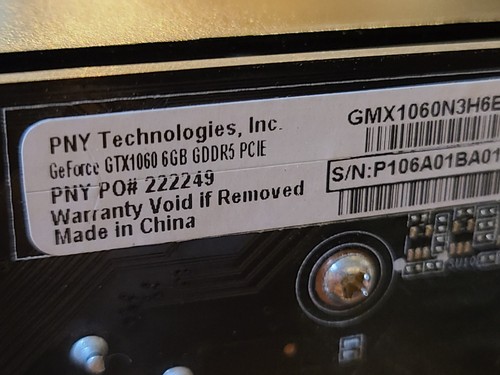 PNY Technologies, Inc.
GeForce GTX1060 6GB GDDR5 PCIE
PNY PO# 222249
Warranty Void if Removed
Made in China
GMX1060N3H6E
S/N:P106A01BA01